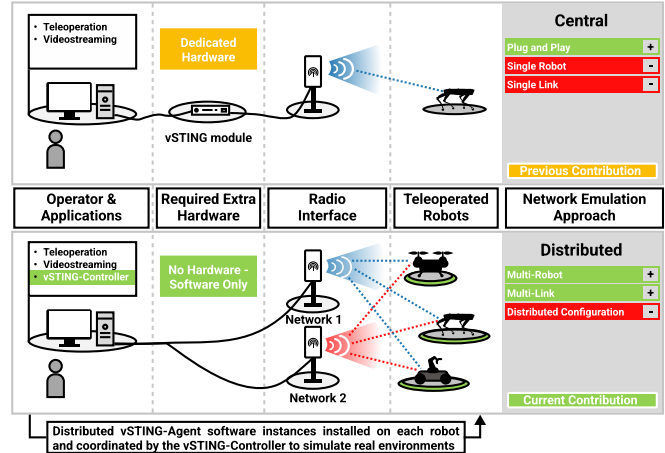 • Teleoperation
• Videostreaming
Dedicated
Hardware
vSTING module
Central
Plug and Play +
Single Robot -
Single Link -
Previous Contribution
Operator &
Applications
Required Extra
Hardware
Radio
Interface
Teleoperated
Robots
Network Emulation
Approach
• Teleoperation
• Videostreaming
• vSTING-Controller
No Hardware -
Software Only
Network 1
Network 2
Distributed
Multi-Robot +
Multi-Link +
Distributed Configuration -
Current Contribution
Distributed vSTING-Agent software instances installed on each robot
and coordinated by the vSTING-Controller to simulate real environments